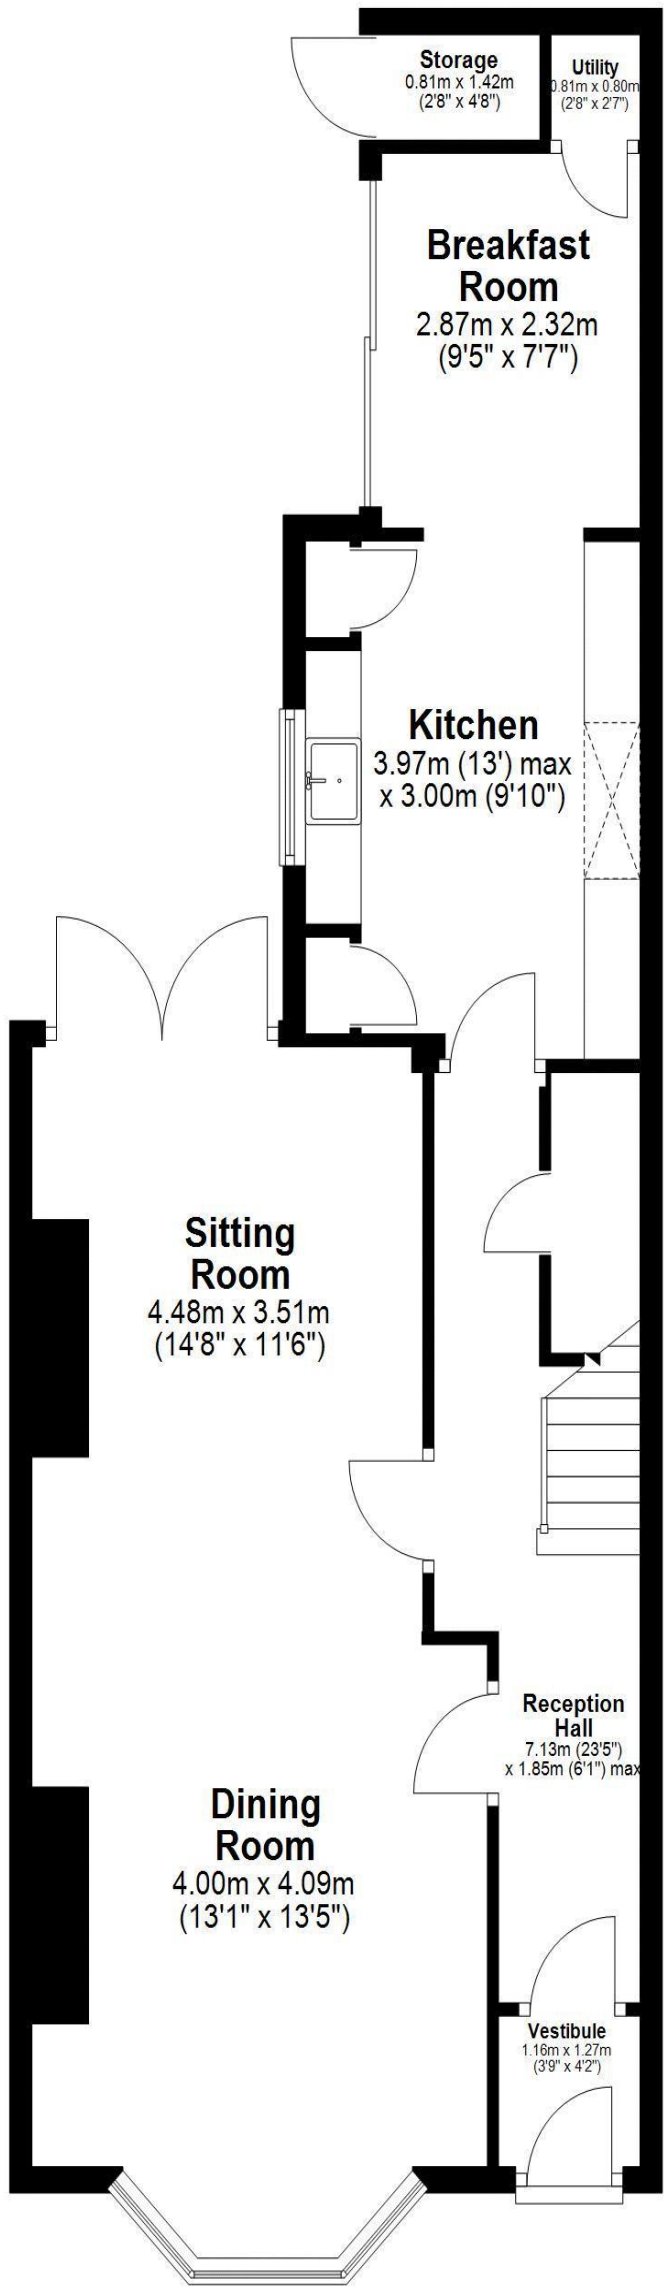 Storage
0.81m x 1.42m
(2'8" x 4'8")
Utility
0.81m x 0.80m
(2'8" x 2'7")
Breakfast
Room
2.87m x 2.32m
(9'5" x 7'7")
Kitchen
3.97m (13') max
x 3.00m (9'10")
Sitting
Room
4.48m x 3.51m
(14'8" x 11'6")
Reception
Hall
7.13m (23'5")
x 1.85m (6'1") max
Dining
Room
4.00m x 4.09m
(13'1" x 13'5")
Vestibule
1.16m x 1.27m
(3'9" x 4'2")